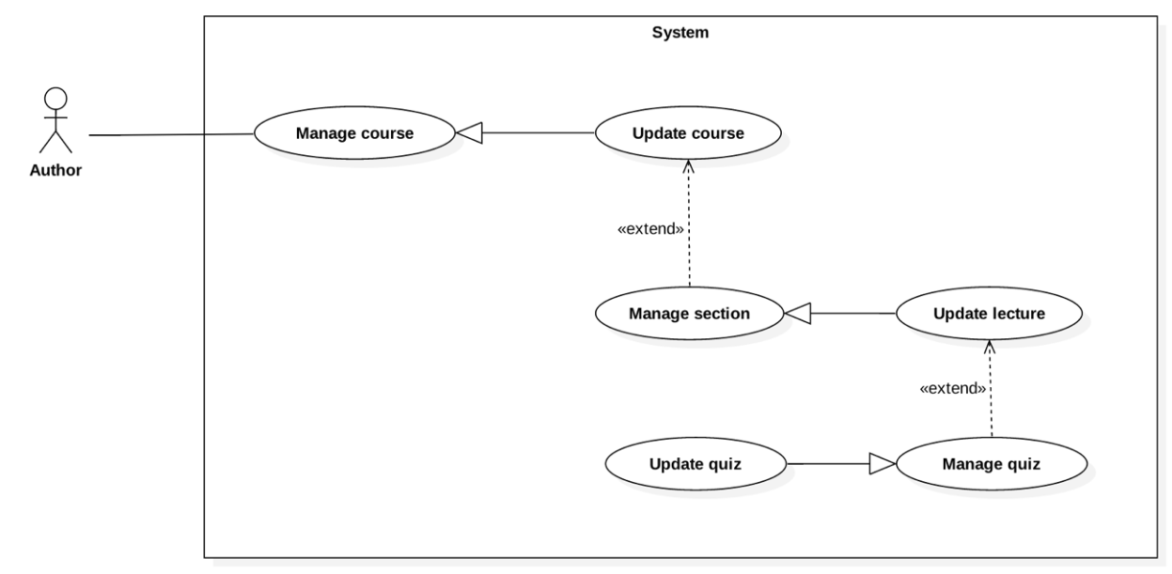 System
Manage course
Update course
Author
«extend»
Manage section
Update lecture
«extend»
Update quiz
Manage quiz